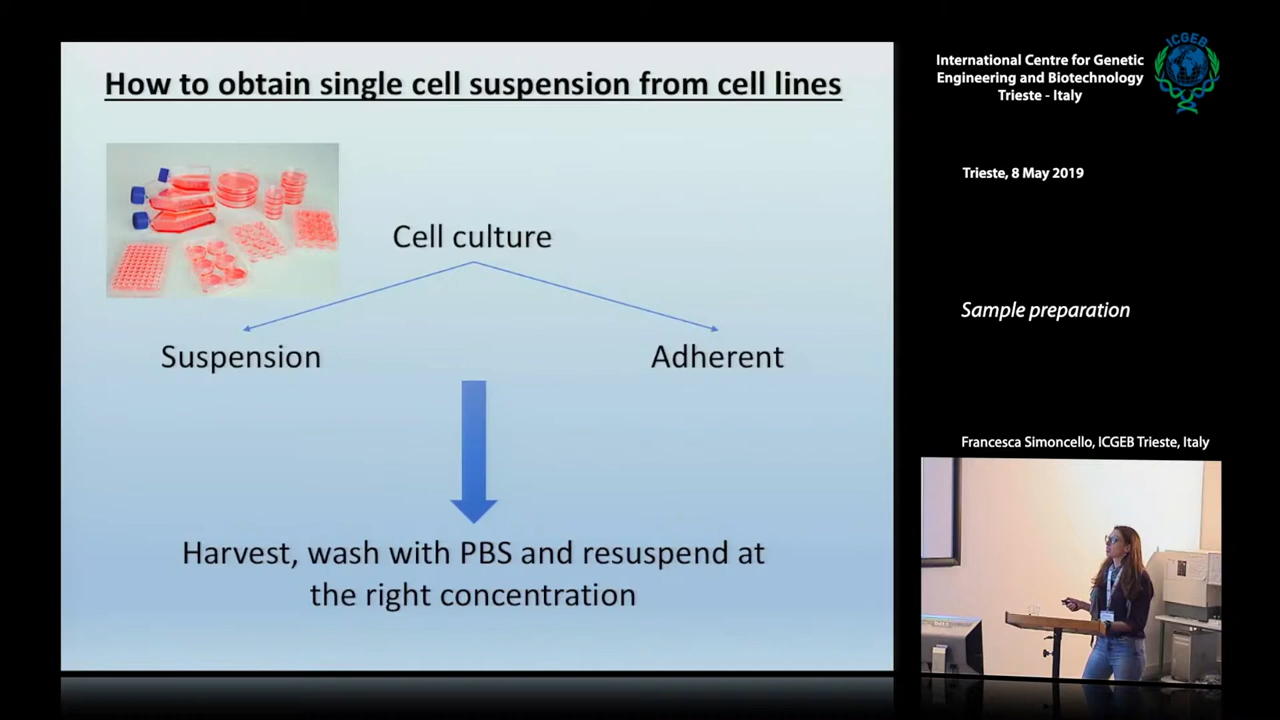 How to obtain single cell suspension from cell lines
Cell culture
Suspension
Adherent
Harvest, wash with PBS and resuspend at
the right concentration
International Centre for Genetic
Engineering and Biotechnology
Trieste - Italy
ICGEB
Trieste, 8 May 2019
Sample preparation
Francesca Simoncello, ICGEB Trieste, Italy